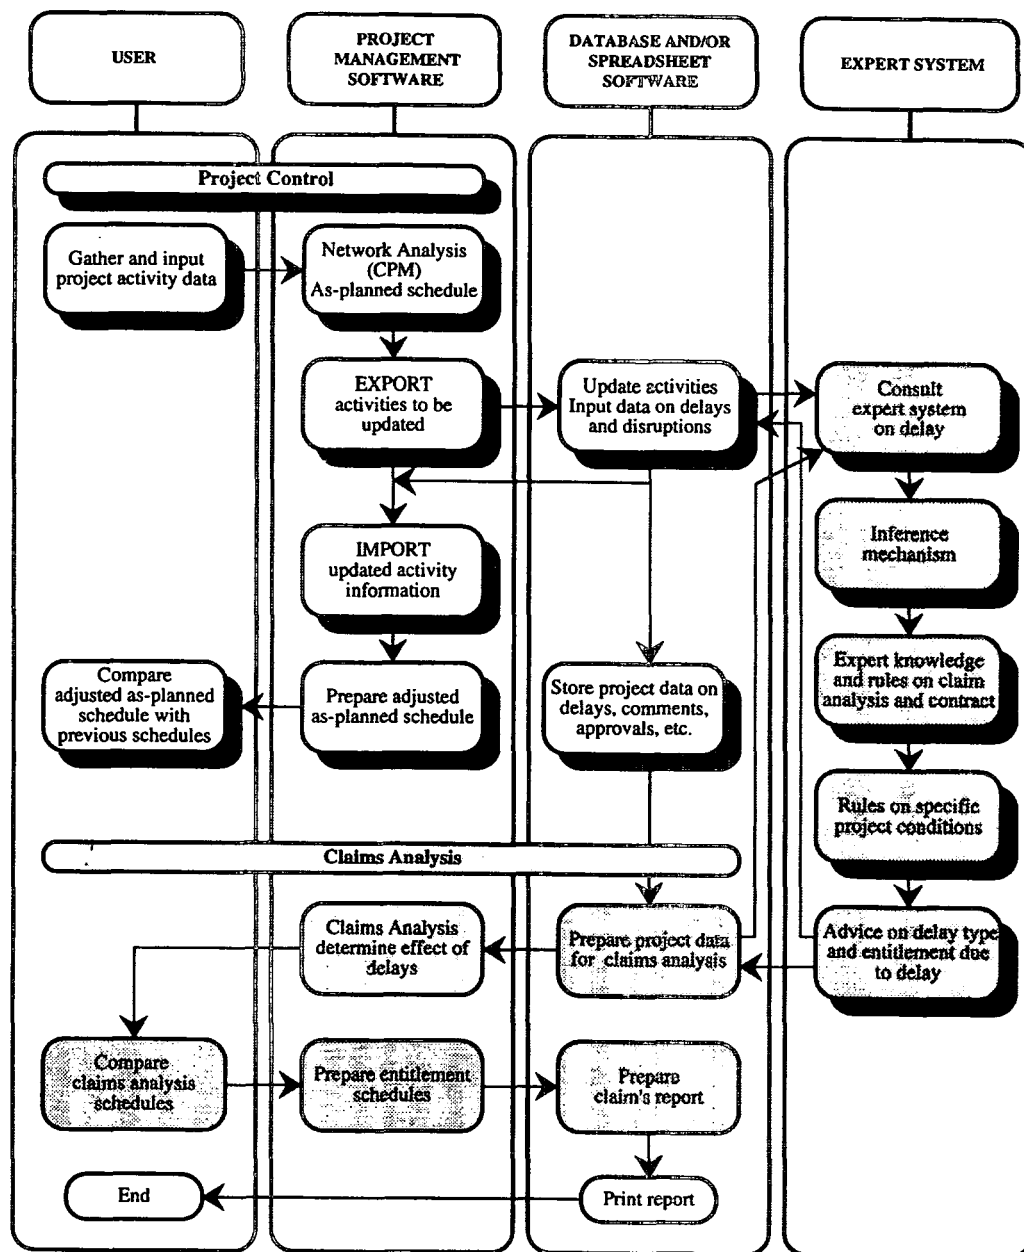 USER
PROJECT
MANAGEMENT
SOFTWARE
DATABASE AND/OR
SPREADSHEET
SOFTWARE
EXPERT SYSTEM
Project Control
Gather and input
project activity data
Network Analysis
(CPM)
As-planned schedule
EXPORT
activities to be
updated
Update activities
Input data on delays
and disruptions
Consult
expert system
on delay
Inference
mechanism
IMPORT
updated activity
information
Expert knowledge
and rules on claim
analysis and contract
Compare
adjusted as-planned
schedule with
previous schedules
Prepare adjusted
as-planned schedule
Store project data on
delays, comments,
approvals, etc.
Rules on specific
project conditions
Claims Analysis
Claims Analysis
determine effect of
delays
Prepare project data
for claims analysis
Advice on delay type
and entitlement due
to delay
Compare
claims analysis
schedules
Prepare entitlement
schedules
Prepare
claim's report
End
Print report